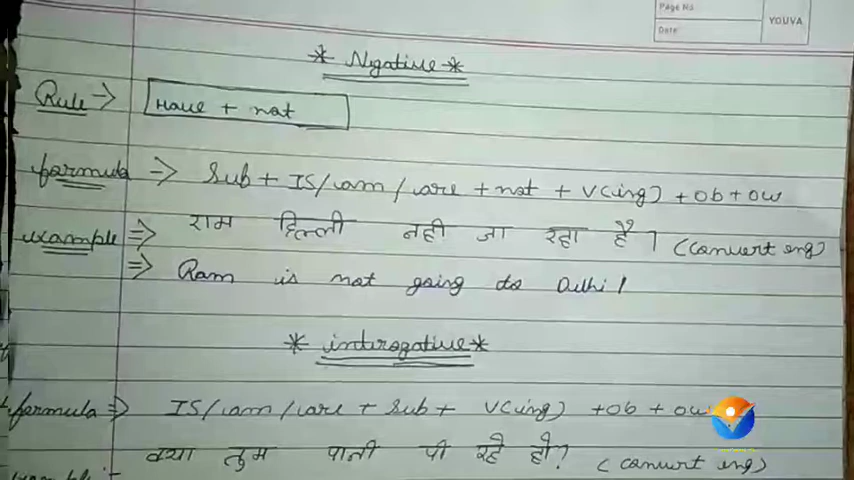 Page No
Date
YOUVA
* Negative *
Rule → Have + not
formula ⇒ Sub + IS/am/are + not + V(ing) + ob + ow
example ⇒ राम दिल्ली नही जा रहा है। (convert eng)
⇒ Ram is not going to Delhi।
* interogative *
formula ⇒ IS/am/are + Sub + V(ing) + ob + ow
क्या तुम पानी पी रहे हो? (convert eng)